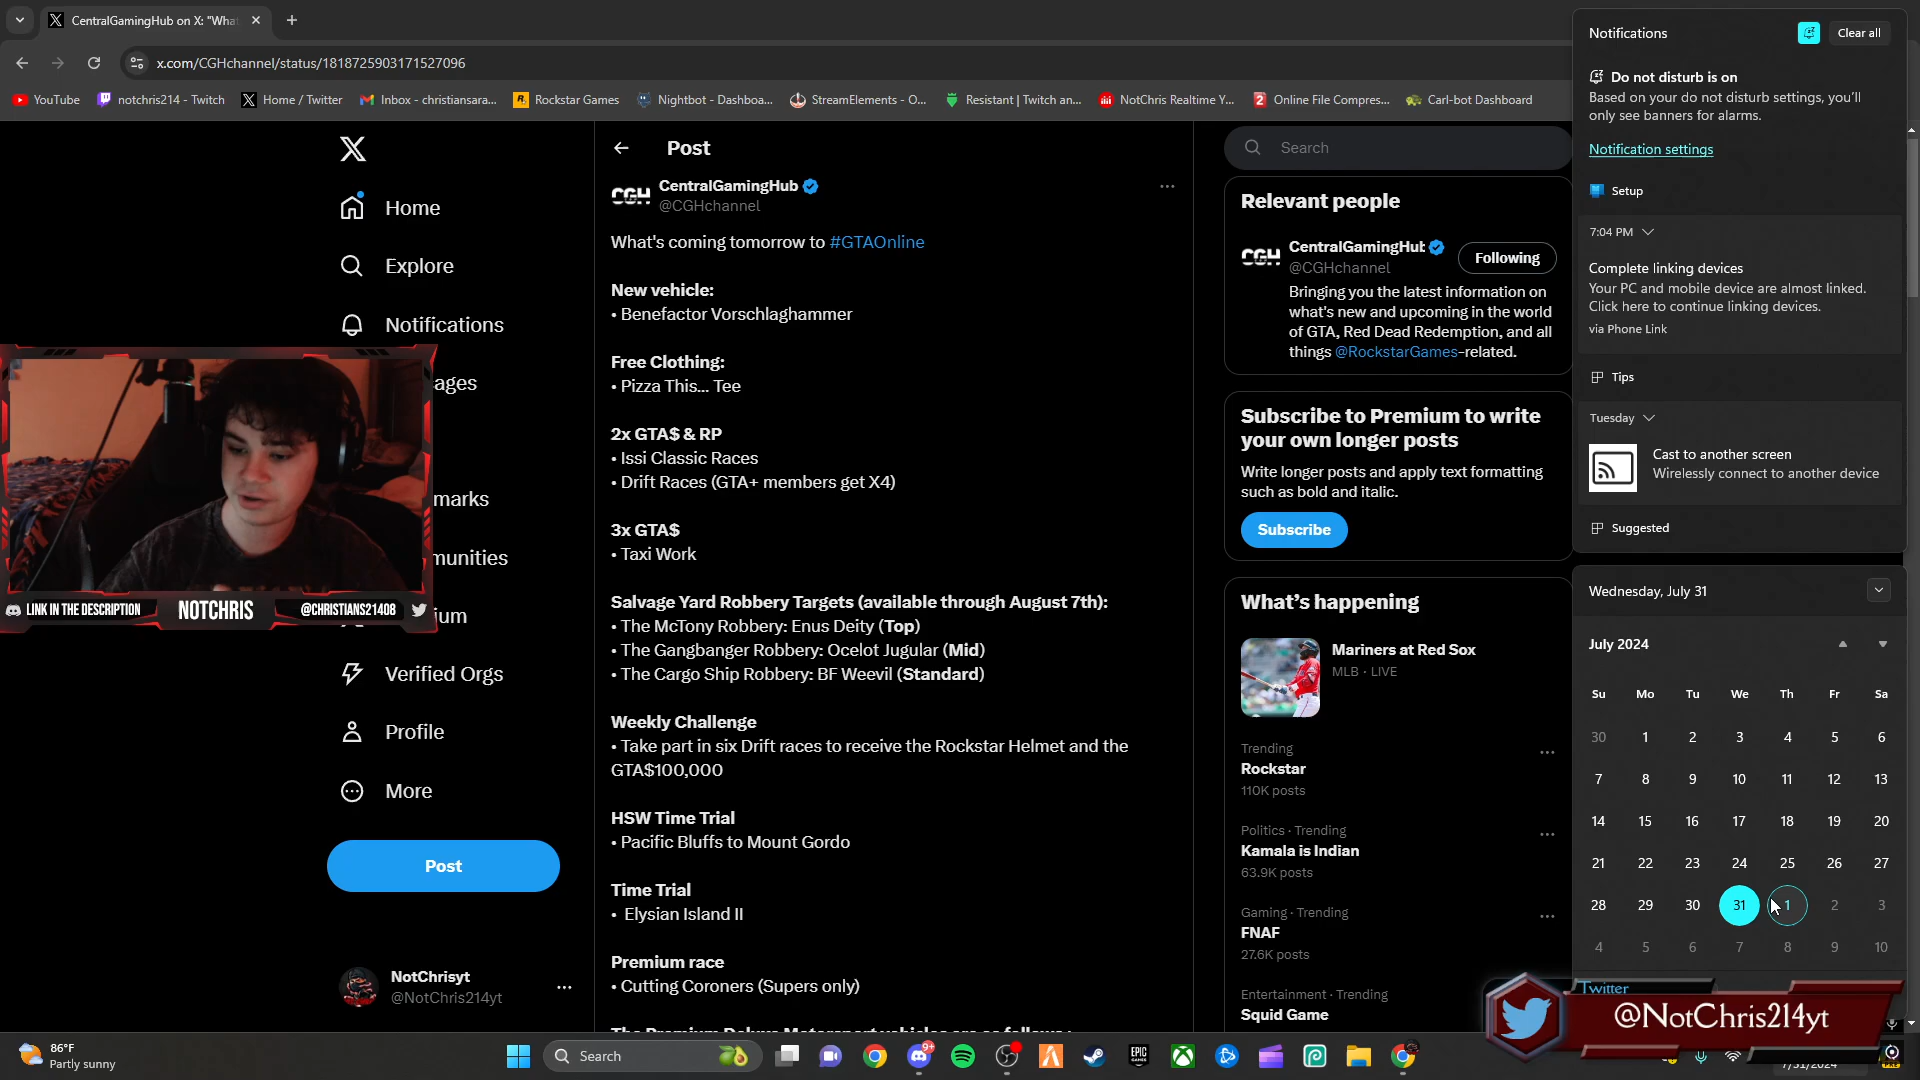 CentralGamingHub on X: "What
x.com/CGHchannel/status/1818725903171527096
YouTube
notchris214 - Twitch
Home / Twitter
Inbox - christiansara...
Rockstar Games
Nightbot - Dashboa...
StreamElements - O...
Resistant | Twitch an...
NotChris Realtime Y...
Online File Compres...
Carl-bot Dashboard
X
Home
Explore
Notifications
ages
marks
nunities
ium
Verified Orgs
Profile
More
Post
NotChrisyt
@NotChris214yt
LINK IN THE DESCRIPTION
NOTCHRIS
@CHRISTIANS21408
Post
CGH
CentralGamingHub
@CGHchannel
What's coming tomorrow to #GTAOnline
New vehicle:
• Benefactor Vorschlaghammer
Free Clothing:
• Pizza This... Tee
2x GTA$ & RP
• Issi Classic Races
• Drift Races (GTA+ members get X4)
3x GTA$
• Taxi Work
Salvage Yard Robbery Targets (available through August 7th):
• The McTony Robbery: Enus Deity (Top)
• The Gangbanger Robbery: Ocelot Jugular (Mid)
• The Cargo Ship Robbery: BF Weevil (Standard)
Weekly Challenge
• Take part in six Drift races to receive the Rockstar Helmet and the
GTA$100,000
HSW Time Trial
• Pacific Bluffs to Mount Gordo
Time Trial
• Elysian Island II
Premium race
• Cutting Coroners (Supers only)
The Premium Deluxe Motorsport vehicles are as follows:
Search
Relevant people
CGH
CentralGamingHub
@CGHchannel
Following
Bringing you the latest information on
what's new and upcoming in the world
of GTA, Red Dead Redemption, and all
things @RockstarGames-related.
Subscribe to Premium to write
your own longer posts
Write longer posts and apply text formatting
such as bold and italic.
Subscribe
What's happening
Mariners at Red Sox
MLB · LIVE
Trending
Rockstar
110K posts
Politics · Trending
Kamala is Indian
63.9K posts
Gaming · Trending
FNAF
27.6K posts
Entertainment · Trending
Squid Game
Notifications
Clear all
Do not disturb is on
Based on your do not disturb settings, you'll
only see banners for alarms.
Notification settings
Setup
7:04 PM
Complete linking devices
Your PC and mobile device are almost linked.
Click here to continue linking devices.
via Phone Link
Tips
Tuesday
Cast to another screen
Wirelessly connect to another device
Suggested
Wednesday, July 31
July 2024
Su Mo Tu We Th Fr Sa
30 1 2 3 4 5 6
7 8 9 10 11 12 13
14 15 16 17 18 19 20
21 22 23 24 25 26 27
28 29 30 31 1 2 3
4 5 6 7 8 9 10
Twitter
@NotChris214yt
86°F
Partly sunny
Search
9+
EPIC
GAMES
7/31/2024
PRE